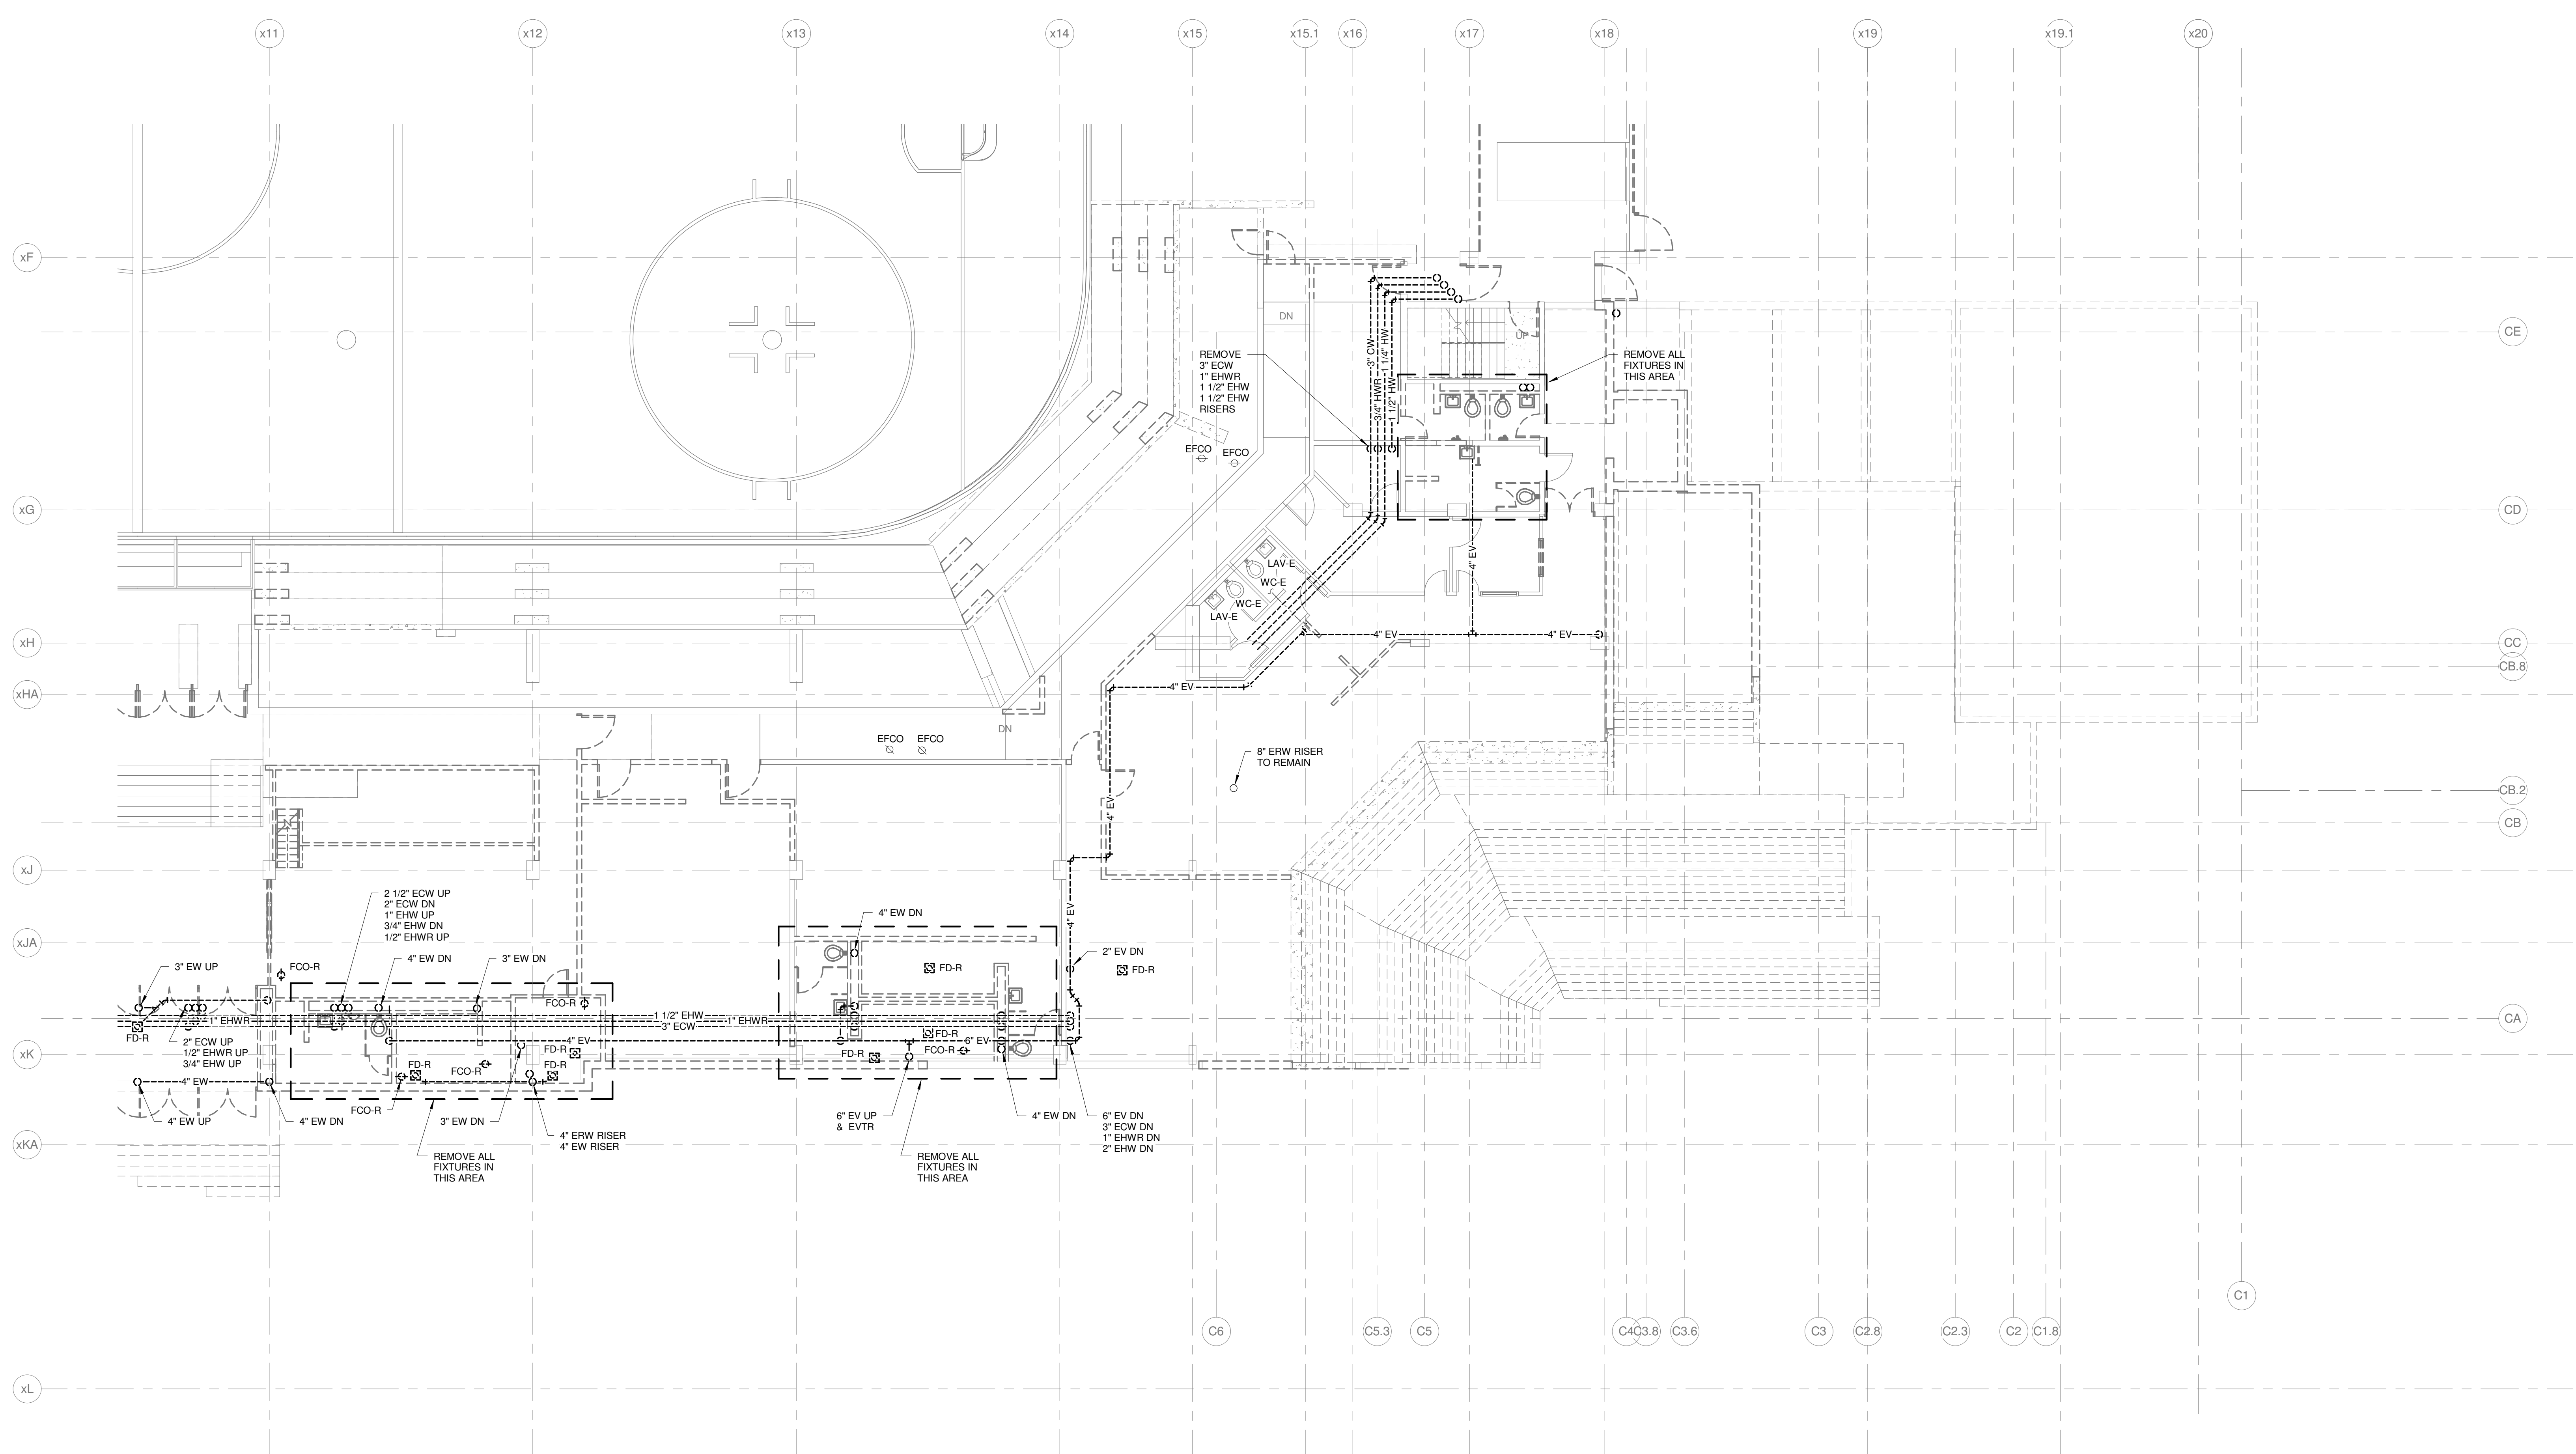 x11
x12
x13
x14
x15
x15.1
x16
x17
x18
x19
x19.1
x20
xF
xG
xH
xHA
xJ
xJA
xK
xKA
xL
CE
CD
CC
CB.8
CB.2
CB
CA
C6
C5.3
C5
C4
C3.8
C3.6
C3
C2.8
C2.3
C2
C1.8
C1
DN
UP
REMOVE
3" ECW
1" EHWR
1 1/2" EHW
1 1/2" EHW
RISERS
3" CW
3/4" HWR
1 1/4" HW
1 1/2" HW
REMOVE ALL
FIXTURES IN
THIS AREA
EFCO
EFCO
LAV-E
WC-E
WC-E
LAV-E
4" EV
4" EV
4" EV
4" EV
4" EV
4" EV
DN
EFCO
EFCO
8" ERW RISER
TO REMAIN
2 1/2" ECW UP
2" ECW DN
1" EHW UP
3/4" EHW DN
1/2" EHWR UP
4" EW DN
3" EW DN
3" EW UP
FCO-R
FCO-R
4" EW DN
FD-R
2" EV DN
FD-R
1" EHWR
1 1/2" EHW
1" EHWR
3" ECW
FD-R
2" ECW UP
1/2" EHWR UP
3/4" EHW UP
4" EV
6" EV
FD-R
FCO-R
FD-R
FD-R
FD-R
FCO-R
4" EW
4" EW UP
4" EW DN
FCO-R
3" EW DN
4" ERW RISER
4" EW RISER
REMOVE ALL
FIXTURES IN
THIS AREA
6" EV UP
& EVTR
4" EW DN
6" EV DN
3" ECW DN
1" EHWR DN
2" EHW DN
REMOVE ALL
FIXTURES IN
THIS AREA